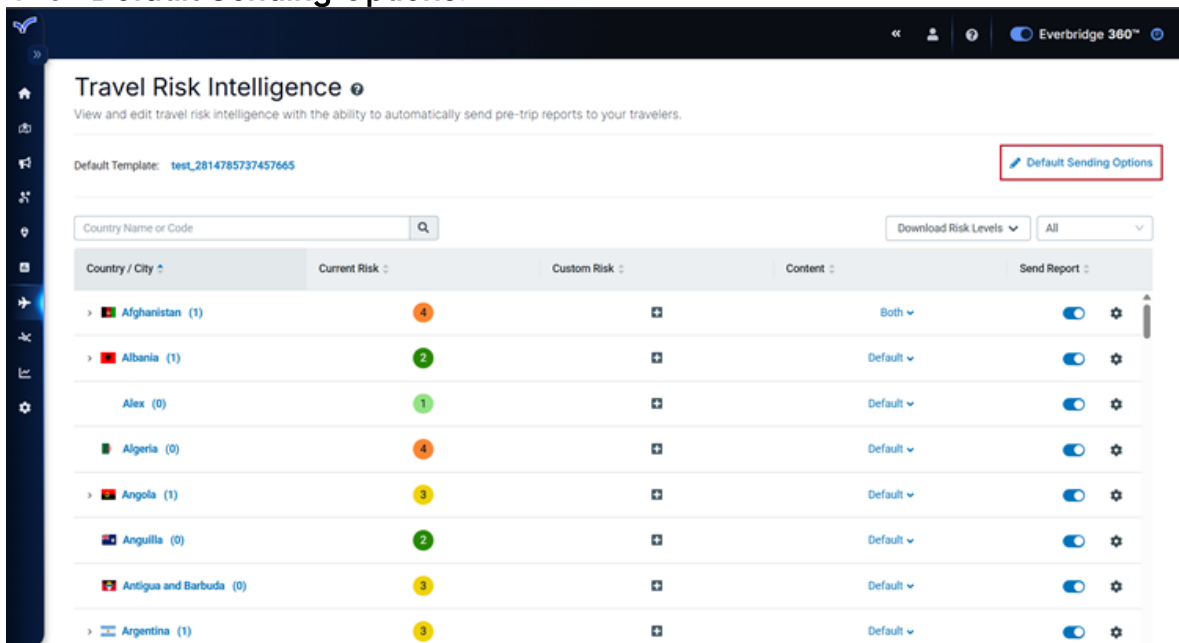 Default Sending Options.
« Everbridge 360™
»
Travel Risk Intelligence
View and edit travel risk intelligence with the ability to automatically send pre-trip reports to your travelers.
Default Template: test_2814785737457665 Default Sending Options
Country Name or Code Download Risk Levels All
Country / City Current Risk Custom Risk Content Send Report
> Afghanistan (1) 4 Both
> Albania (1) 2 Default
Alex (0) 1 Default
Algeria (0) 4 Default
> Angola (1) 3 Default
Anguilla (0) 2 Default
Antigua and Barbuda (0) 3 Default
> Argentina (1) 3 Default